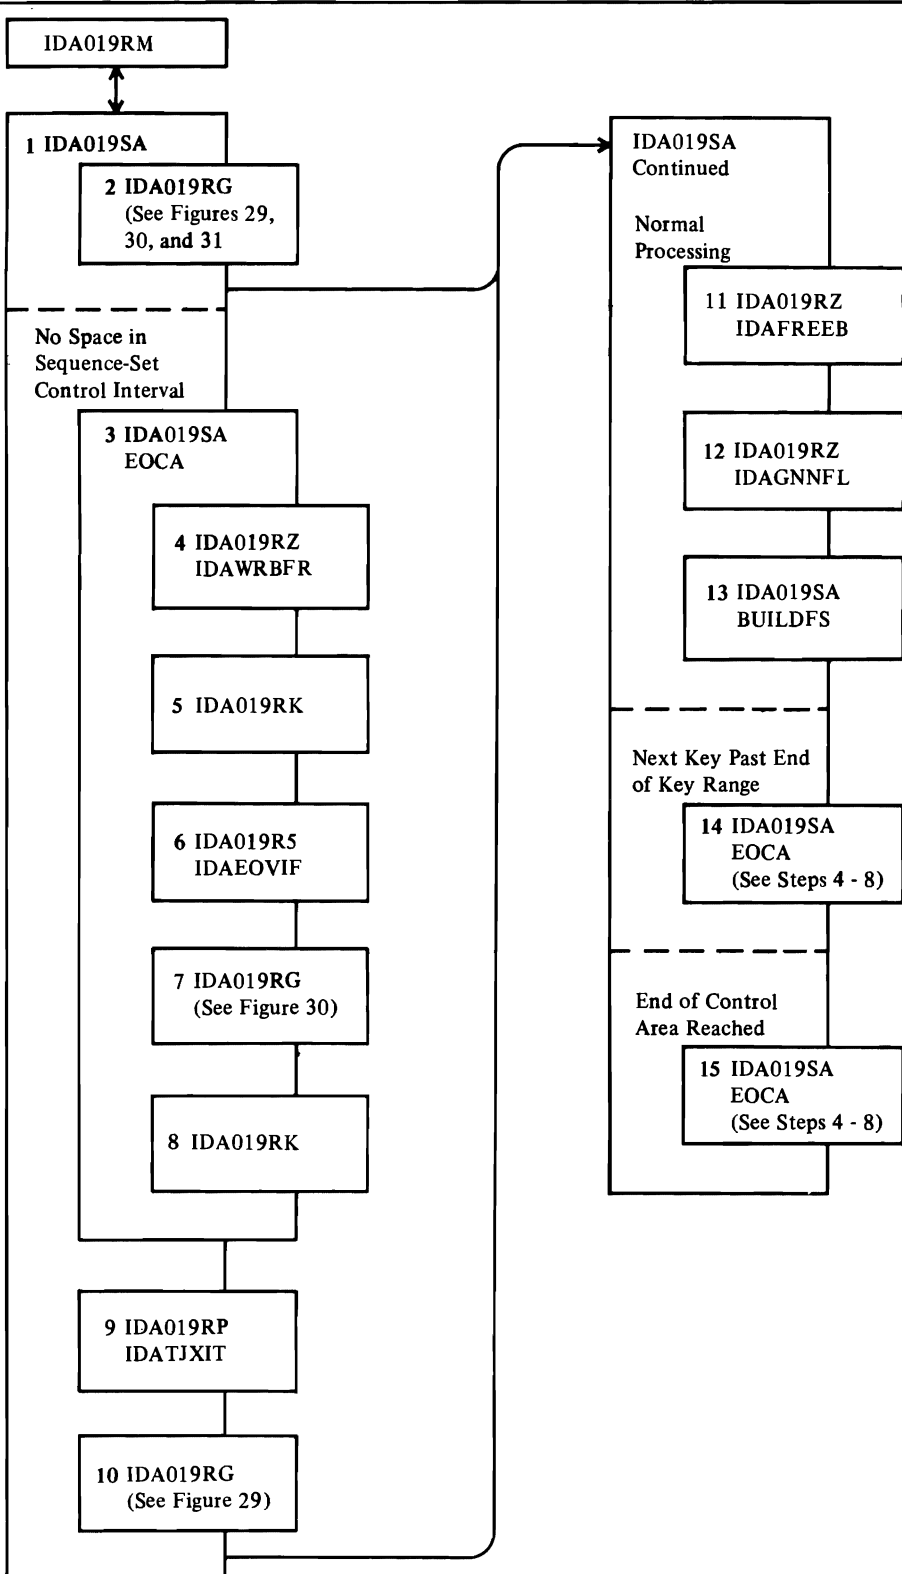 IDA019RM
1 IDA019SA
2 IDA019RG
(See Figures 29,
30, and 31
No Space in
Sequence-Set
Control Interval
3 IDA019SA
EOCA
4 IDA019RZ
IDAWRBFR
5 IDA019RK
6 IDA019R5
IDAEOVIF
7 IDA019RG
(See Figure 30)
8 IDA019RK
9 IDA019RP
IDATJXIT
10 IDA019RG
(See Figure 29)
IDA019SA
Continued
Normal
Processing
11 IDA019RZ
IDAFREEB
12 IDA019RZ
IDAGNNFL
13 IDA019SA
BUILDFS
Next Key Past End
of Key Range
14 IDA019SA
EOCA
(See Steps 4 - 8)
End of Control
Area Reached
15 IDA019SA
EOCA
(See Steps 4 - 8)